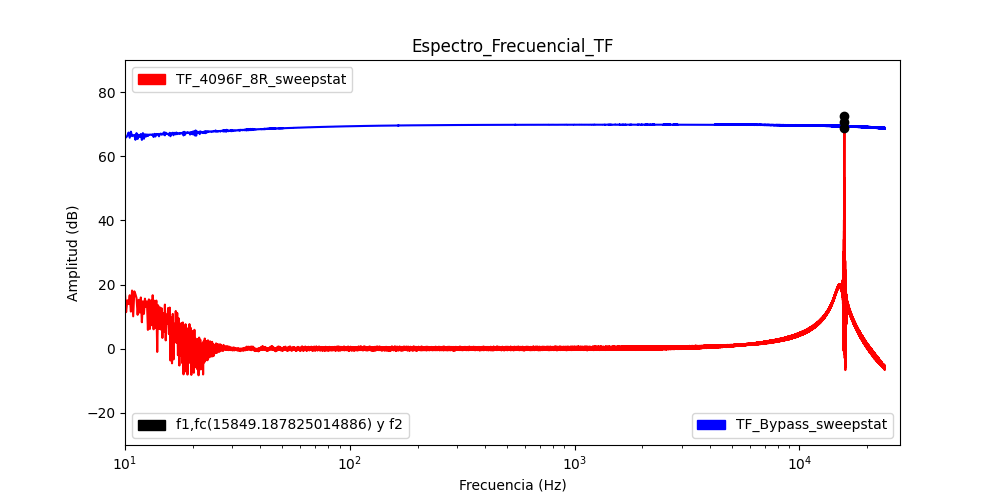 Espectro_Frecuencial_TF
TF_4096F_8R_sweepstat
80
60
40
20
0
−20
Amplitud (dB)
f1,fc(15849.187825014886) y f2
TF_Bypass_sweepstat
10¹
10²
10³
10⁴
Frecuencia (Hz)